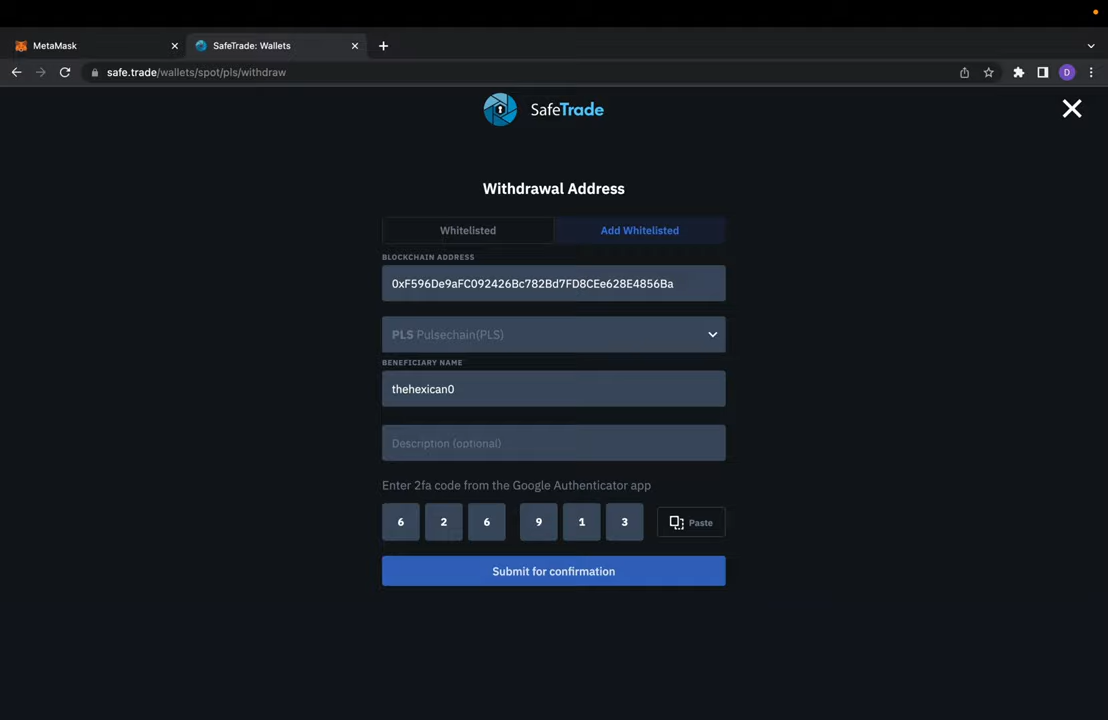 MetaMask
SafeTrade: Wallets
safe.trade/wallets/spot/pls/withdraw
D
SafeTrade
Withdrawal Address
Whitelisted
Add Whitelisted
BLOCKCHAIN ADDRESS
0xF596De9aFC092426Bc782Bd7FD8CEe628E4856Ba
PLS Pulsechain(PLS)
BENEFICIARY NAME
thehexican0
Description (optional)
Enter 2fa code from the Google Authenticator app
6 2 6 9 1 3 Paste
Submit for confirmation